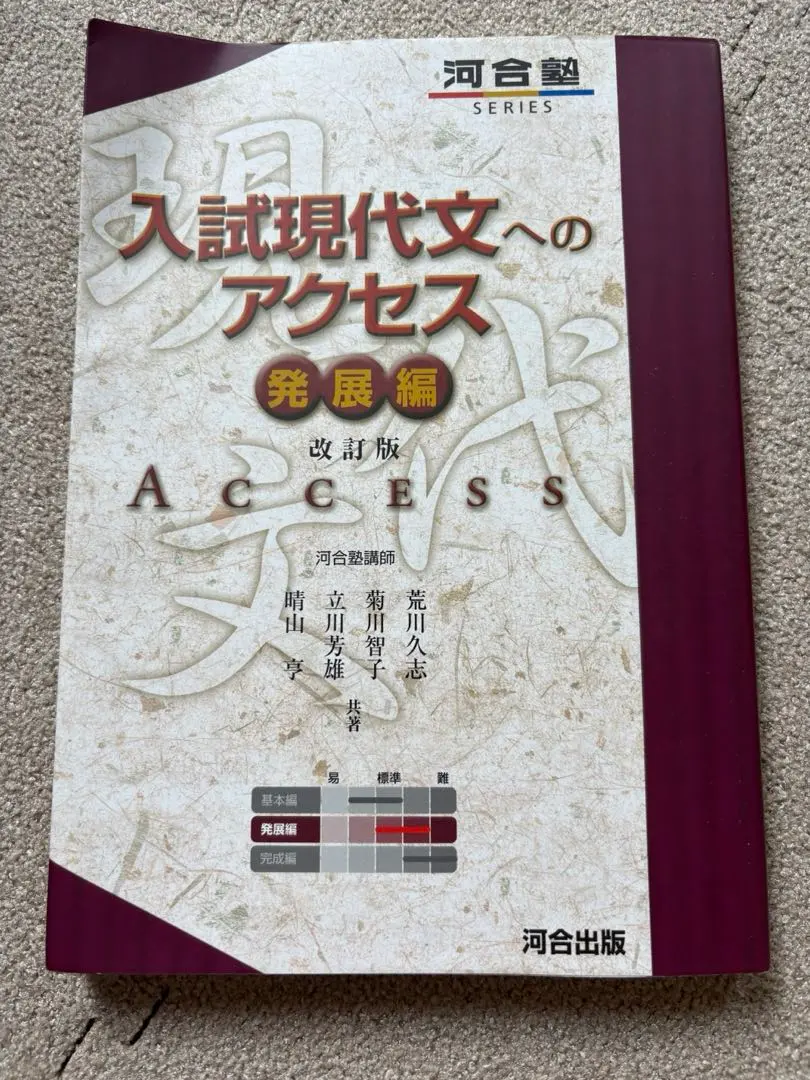 河合塾
SERIES
現代文
入試現代文への
アクセス
発展編
改訂版
ACCESS
河合塾講師
荒川久志
菊川智子
立川芳雄
晴山 亨
共著
易 標準 難
基本編
発展編
完成編
河合出版